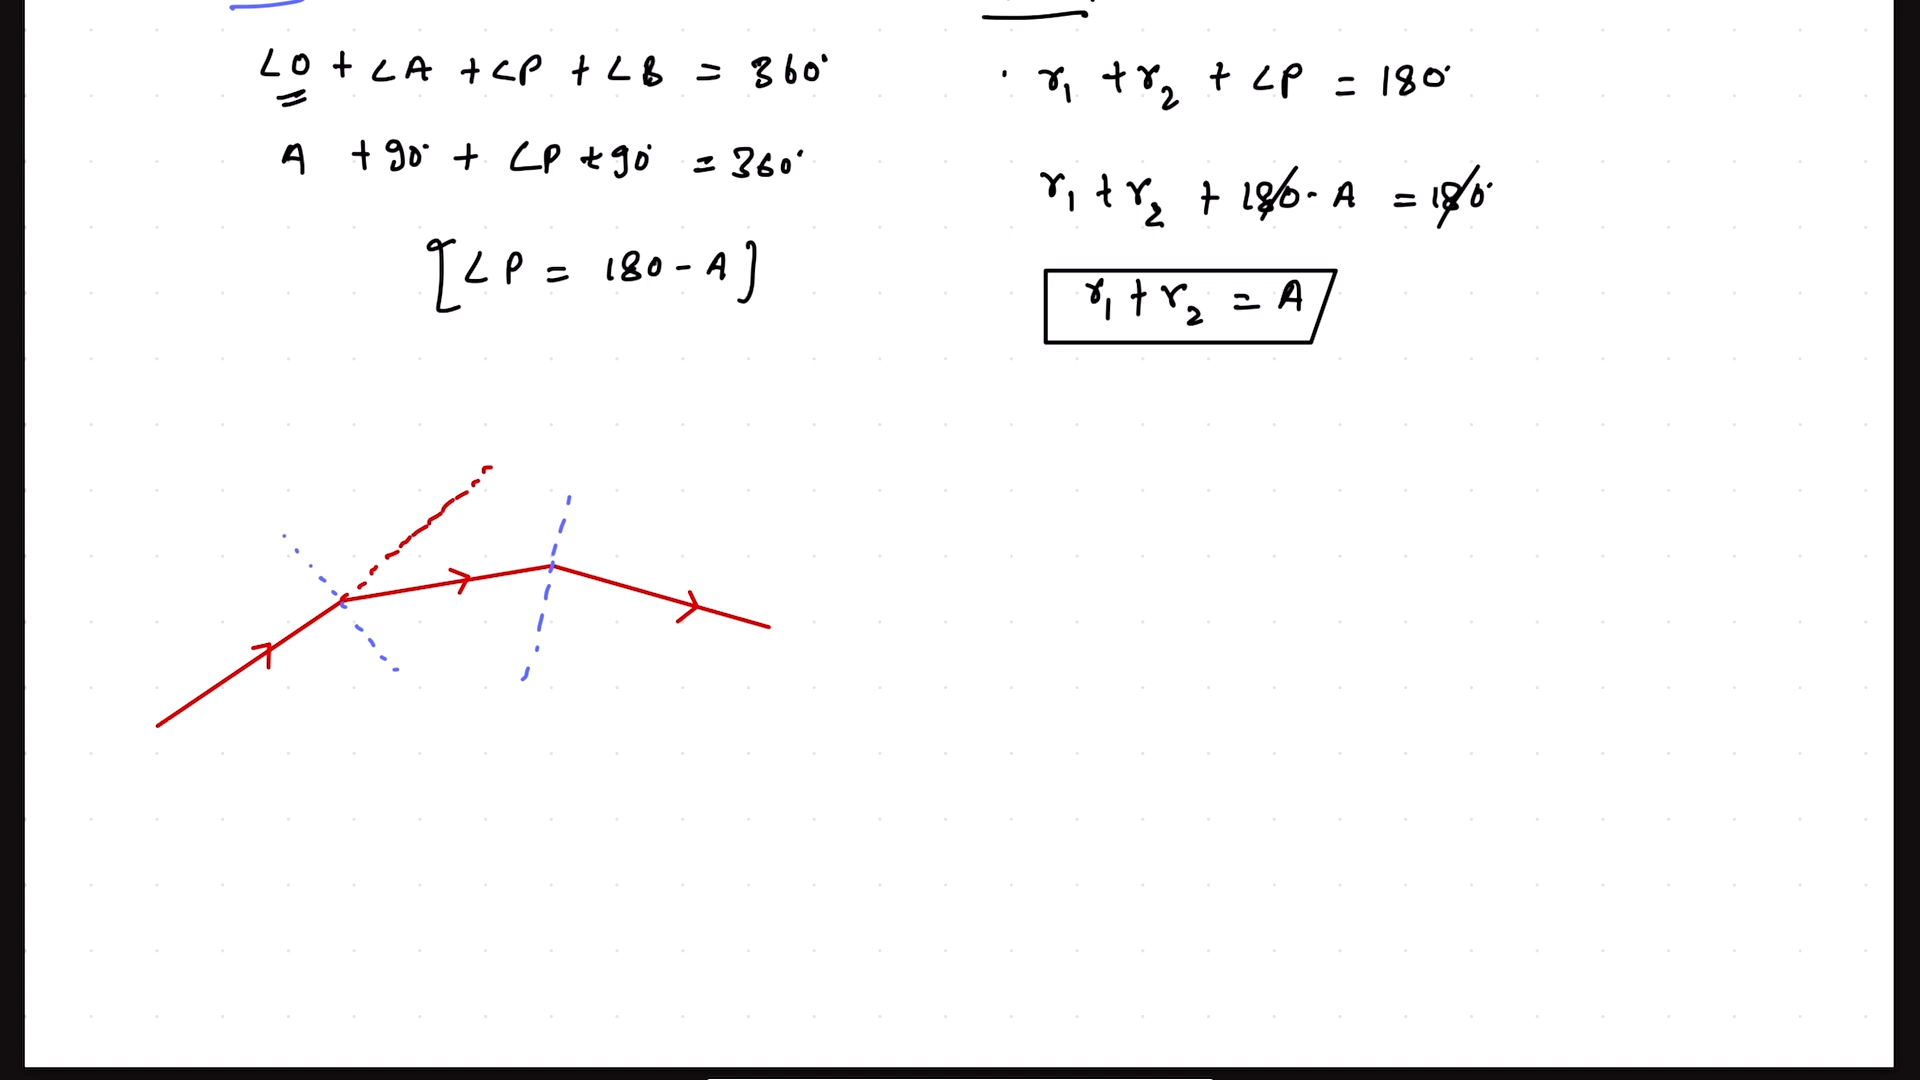 ∠O + ∠A + ∠P + ∠B = 360°
A + 90° + ∠P + 90° = 360°
[∠P = 180 - A]
r₁ + r₂ + ∠P = 180°
r₁ + r₂ + 180 - A = 180°
r₁ + r₂ = A